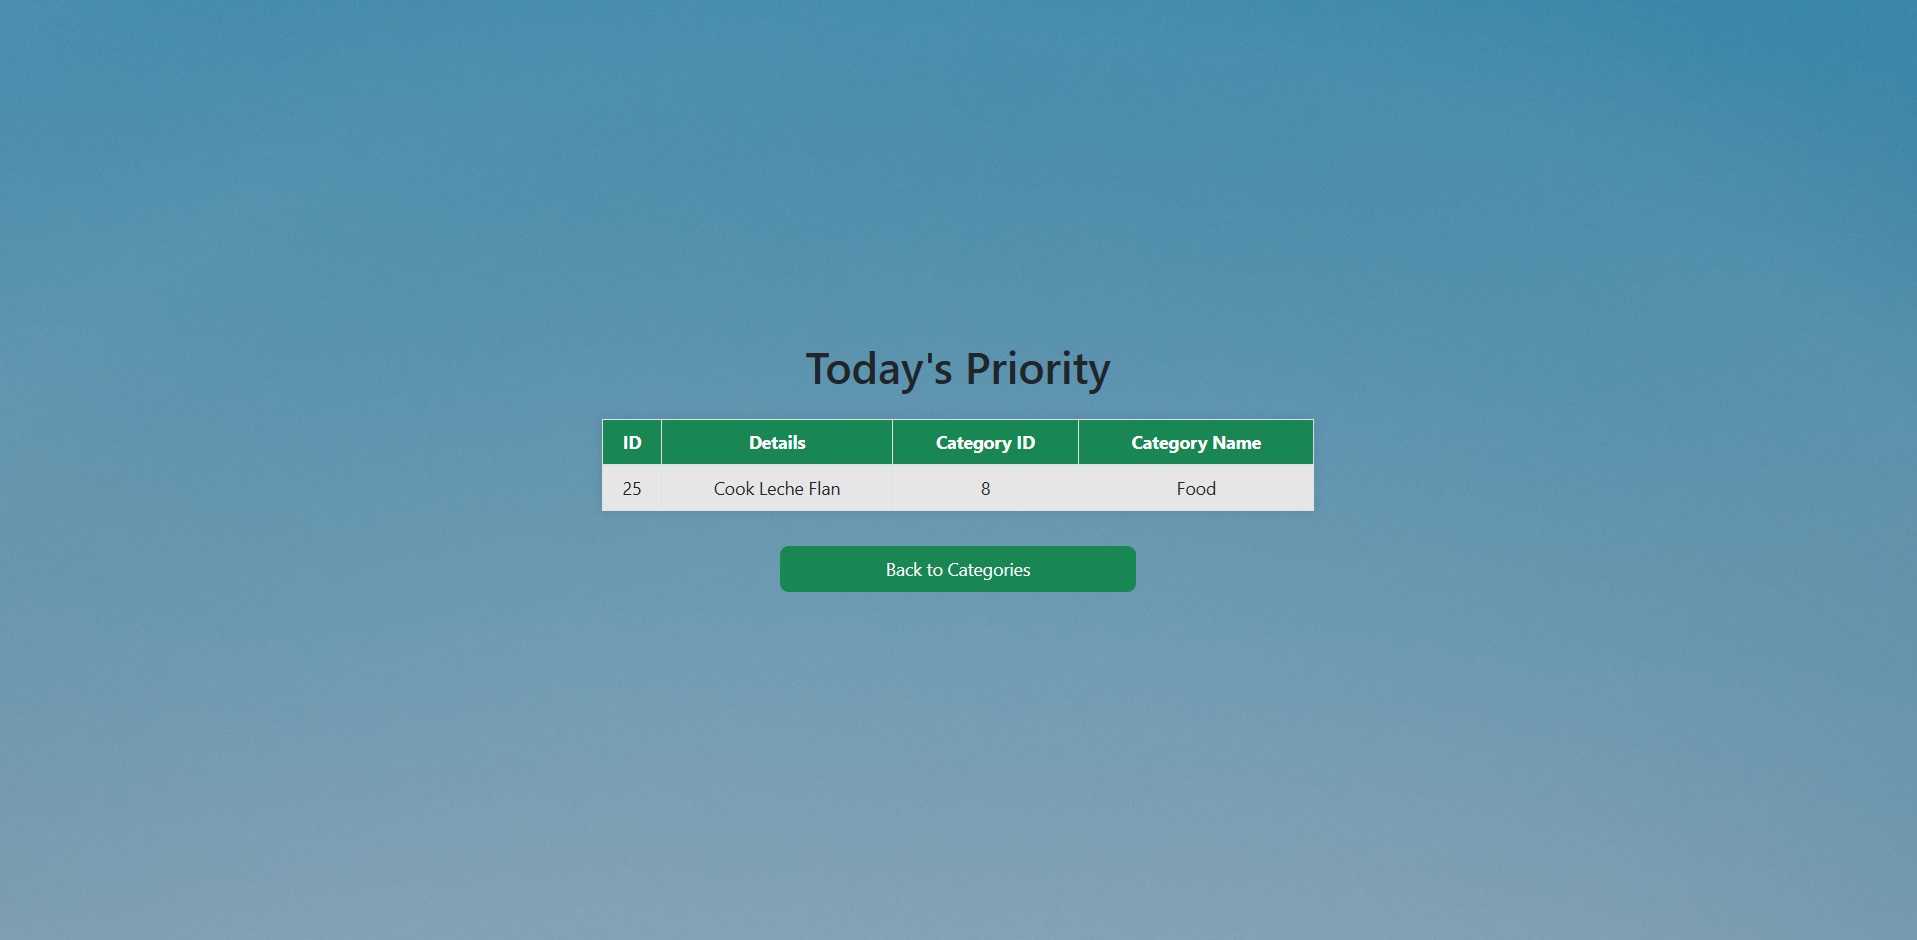 Today's Priority
ID Details Category ID Category Name
25 Cook Leche Flan 8 Food
Back to Categories